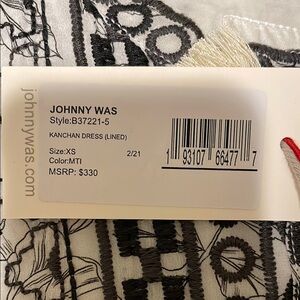 johnnywas.com
JOHNNY WAS
Style:B37221-5
KANCHAN DRESS (LINED)
Size:XS 2/21
Color:MTI
MSRP: $330
1 93107 66477 7